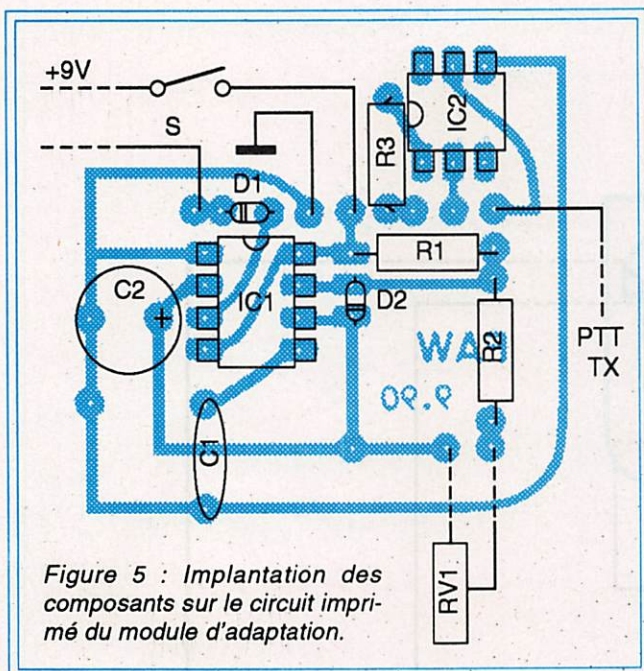 +9V
S
IC2
R3
D1
R1
C2
+
IC1
D2
R2
WAM
09.90
PTT
TX
C1
RV1
Figure 5 : Implantation des
composants sur le circuit impri-
mé du module d'adaptation.